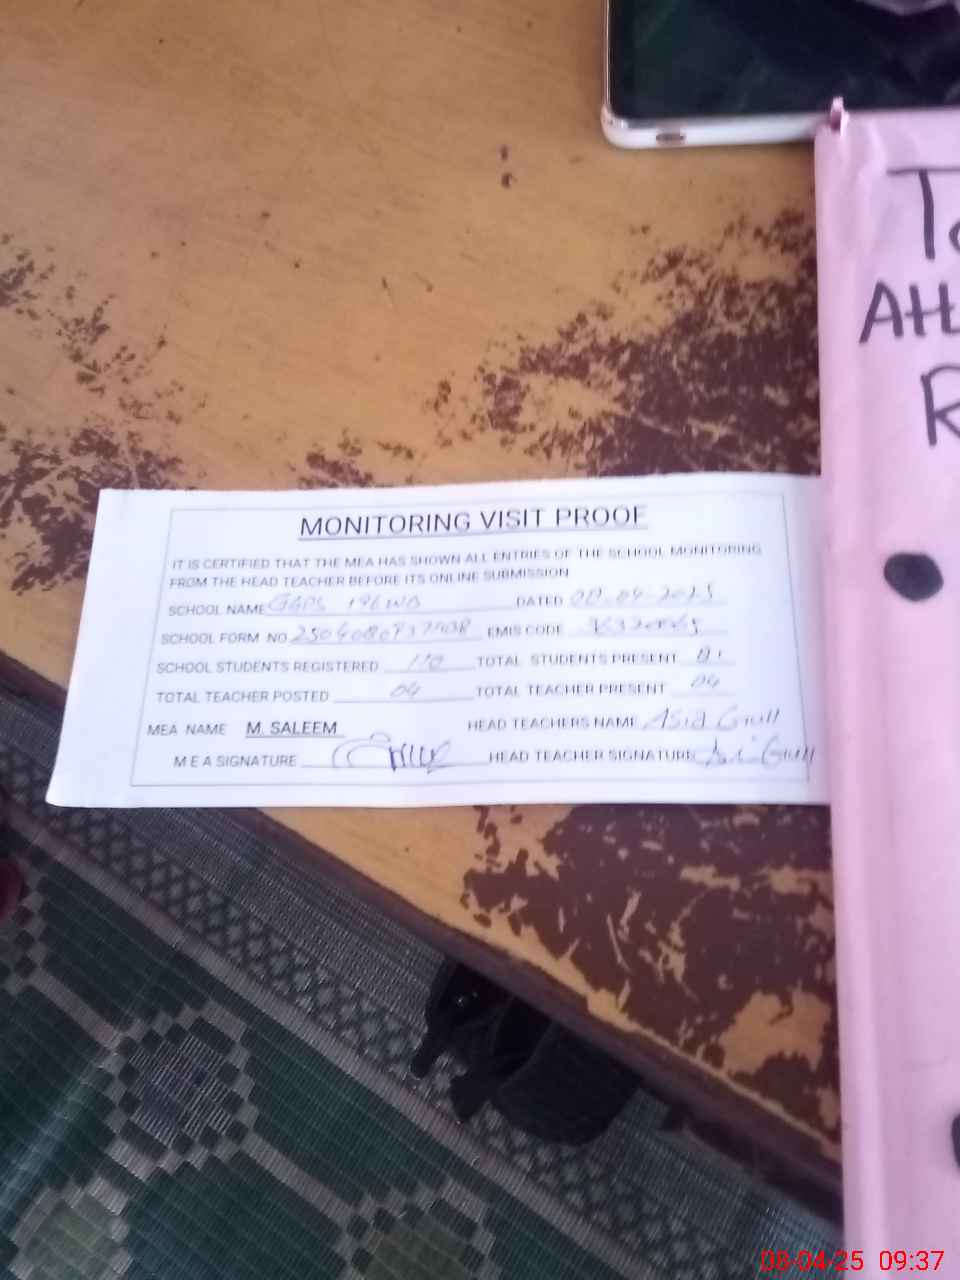 MONITORING VISIT PROOF
IT IS CERTIFIED THAT THE MEA HAS SHOWN ALL ENTRIES OF THE SCHOOL MONITORING
FROM THE HEAD TEACHER BEFORE ITS ONLINE SUBMISSION
SCHOOL NAME GGPS 196 WB DATED 08-04-2025
SCHOOL FORM NO EMIS CODE
SCHOOL STUDENTS REGISTERED 110 TOTAL STUDENTS PRESENT
TOTAL TEACHER POSTED 04 TOTAL TEACHER PRESENT 04
MEA NAME M. SALEEM HEAD TEACHERS NAME Asia Gull
M E A SIGNATURE HEAD TEACHER SIGNATURE
08-04-25 09:37